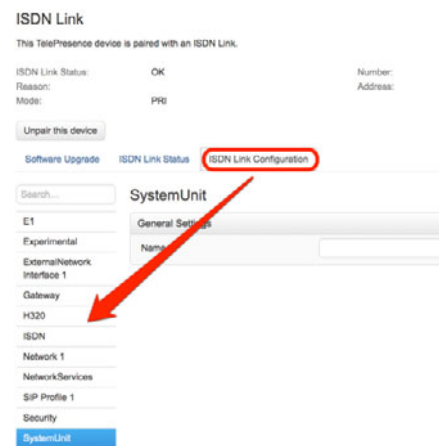 ISDN Link
This TelePresence device is paired with an ISDN Link.
ISDN Link Status: OK Number:
Reason: Address:
Mode: PRI
Unpair this device
Software Upgrade ISDN Link Status ISDN Link Configuration
Search...
SystemUnit
E1
General Settings
Experimental
Name
ExternalNetwork
Interface 1
Gateway
H320
ISDN
Network 1
NetworkServices
SIP Profile 1
Security
SystemUnit